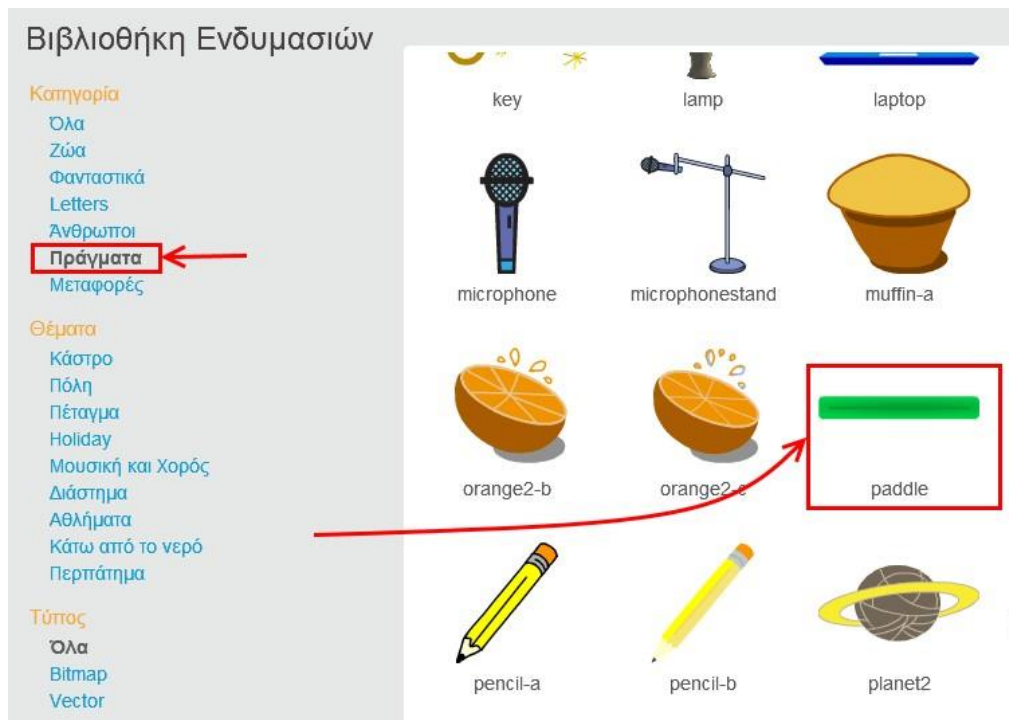 Βιβλιοθήκη Ενδυμασιών
Κατηγορία
Όλα
Ζώα
Φανταστικά
Letters
Άνθρωποι
Πράγματα
Μεταφορές
Θέματα
Κάστρο
Πόλη
Πέταγμα
Holiday
Μουσική και Χορός
Διάστημα
Αθλήματα
Κάτω από το νερό
Περπάτημα
Τύπος
Όλα
Bitmap
Vector
key lamp laptop
microphone microphonestand muffin-a
orange2-b orange2-c paddle
pencil-a pencil-b planet2